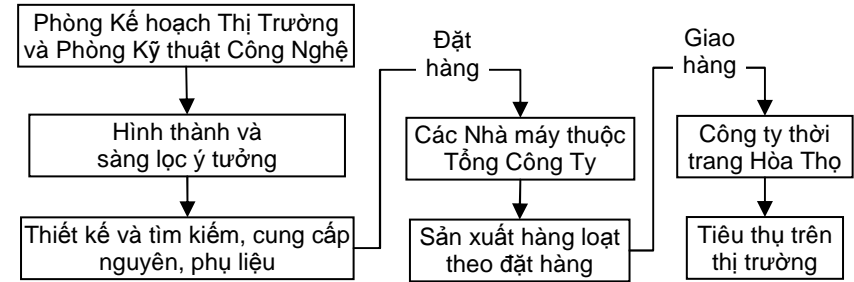 Phòng Kế hoạch Thị Trường
và Phòng Kỹ thuật Công Nghệ
Hình thành và
sàng lọc ý tưởng
Thiết kế và tìm kiếm, cung cấp
nguyên, phụ liệu
Đặt
hàng
Các Nhà máy thuộc
Tổng Công Ty
Sản xuất hàng loạt
theo đặt hàng
Giao
hàng
Công ty thời
trang Hòa Thọ
Tiêu thụ trên
thị trường